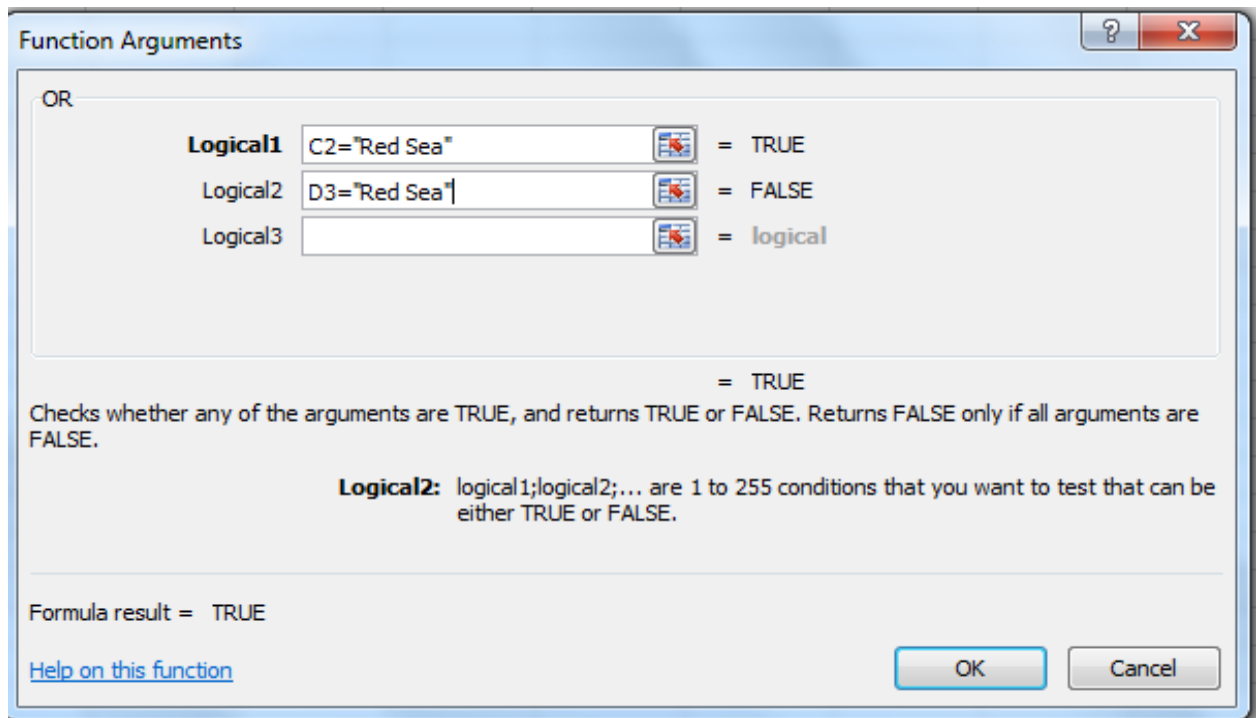 Function Arguments
OR
Logical1 C2="Red Sea" = TRUE
Logical2 D3="Red Sea" = FALSE
Logical3 = logical
= TRUE
Checks whether any of the arguments are TRUE, and returns TRUE or FALSE. Returns FALSE only if all arguments are
FALSE.
Logical2: logical1;logical2;... are 1 to 255 conditions that you want to test that can be
either TRUE or FALSE.
Formula result = TRUE
Help on this function
OK Cancel